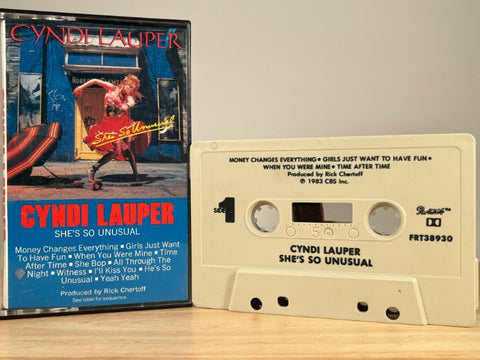 CYNDI LAUPER
She's So Unusual
CYNDI LAUPER
SHE'S SO UNUSUAL
Money Changes Everything • Girls Just Want
To Have Fun • When You Were Mine • Time
After Time • She Bop • All Through The
Night • Witness • I'll Kiss You • He's So
Unusual • Yeah Yeah
Produced by Rick Chertoff
See label for sequence
MONEY CHANGES EVERYTHING • GIRLS JUST WANT TO HAVE FUN •
WHEN YOU WERE MINE • TIME AFTER TIME
Produced by Rick Chertoff
℗ 1983 CBS Inc.
SIDE 1
FRT38930
CYNDI LAUPER
SHE'S SO UNUSUAL